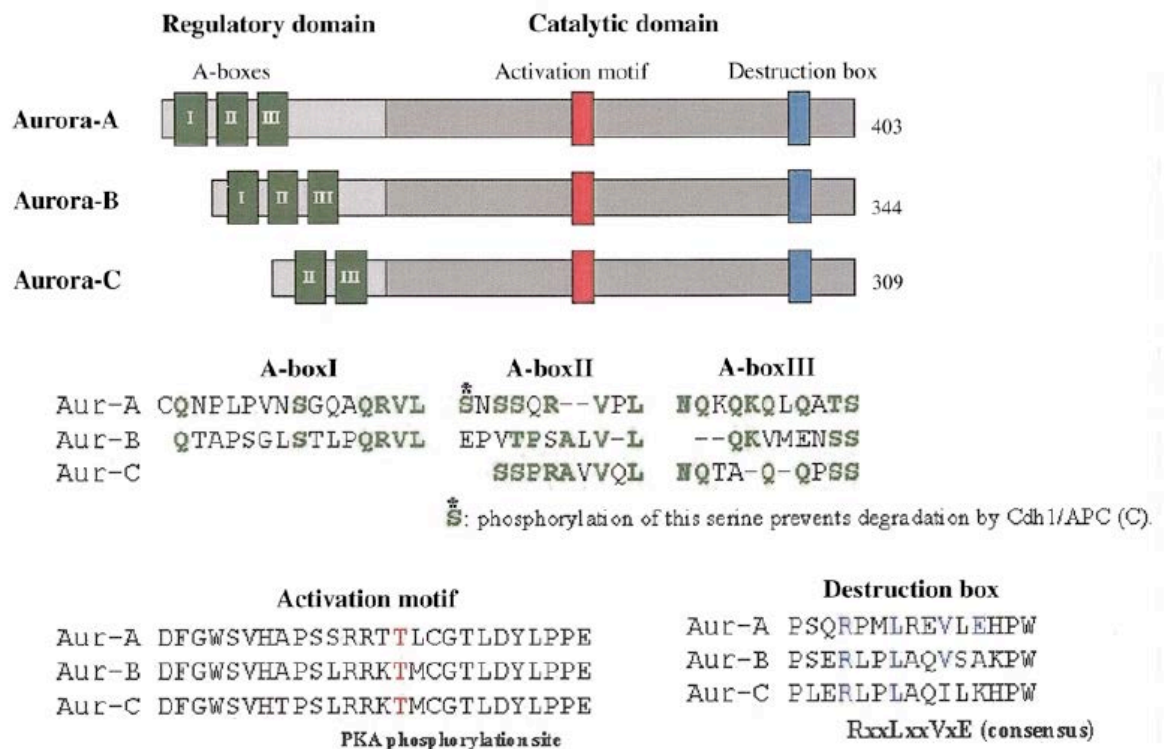 Regulatory domain Catalytic domain
A-boxes Activation motif Destruction box
Aurora-A I II III 403
Aurora-B I II III 344
Aurora-C II III 309
A-boxI A-boxII A-boxIII
*
Aur-A CQNPLPVNSGQAQRVL SNSSQR--VPL NQKQKQLQATS
Aur-B QTAPSGLSTLPQRVL EPVTPSALV-L --QKVMENSS
Aur-C SSPRAVVQL NQTA-Q-QPSS
*
S: phosphorylation of this serine prevents degradation by Cdh1/APC (C).
Activation motif Destruction box
Aur-A DFGWSVHAPSSRRTTLCGTLDYLPPE PSQRPMLREVLEHPW
Aur-B DFGWSVHAPSLRRKTMCGTLDYLPPE PSERLPLAQVSAKPW
Aur-C DFGWSVHTPSLRRKTMCGTLDYLPPE PLERLPLAQILKHPW
PKA phosphorylation site RxxLxxVxE (consensus)